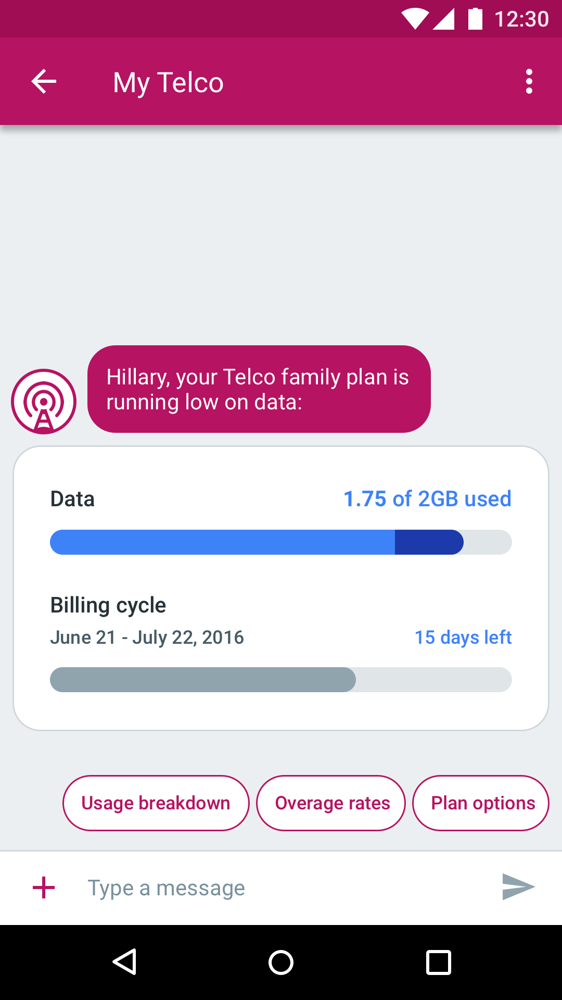 12:30
My Telco
Hillary, your Telco family plan is
running low on data:
Data
1.75 of 2GB used
Billing cycle
June 21 - July 22, 2016
15 days left
Usage breakdown
Overage rates
Plan options
Type a message